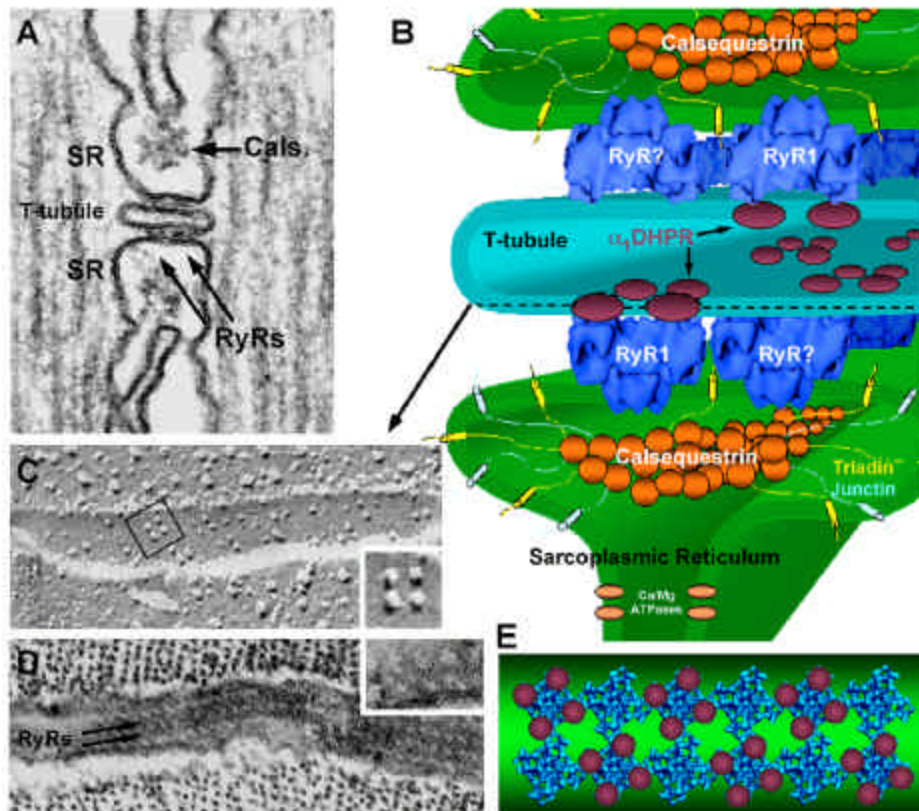 A
SR
Cals.
T-tubule
SR
RyRs
B
Calsequestrin
RyR?
RyR1
T-tubule
α₁DHPR
RyR1
RyR?
Calsequestrin
Triadin
Junctin
Sarcoplasmic Reticulum
Ca/Mg
ATPases
C
D
RyRs
E